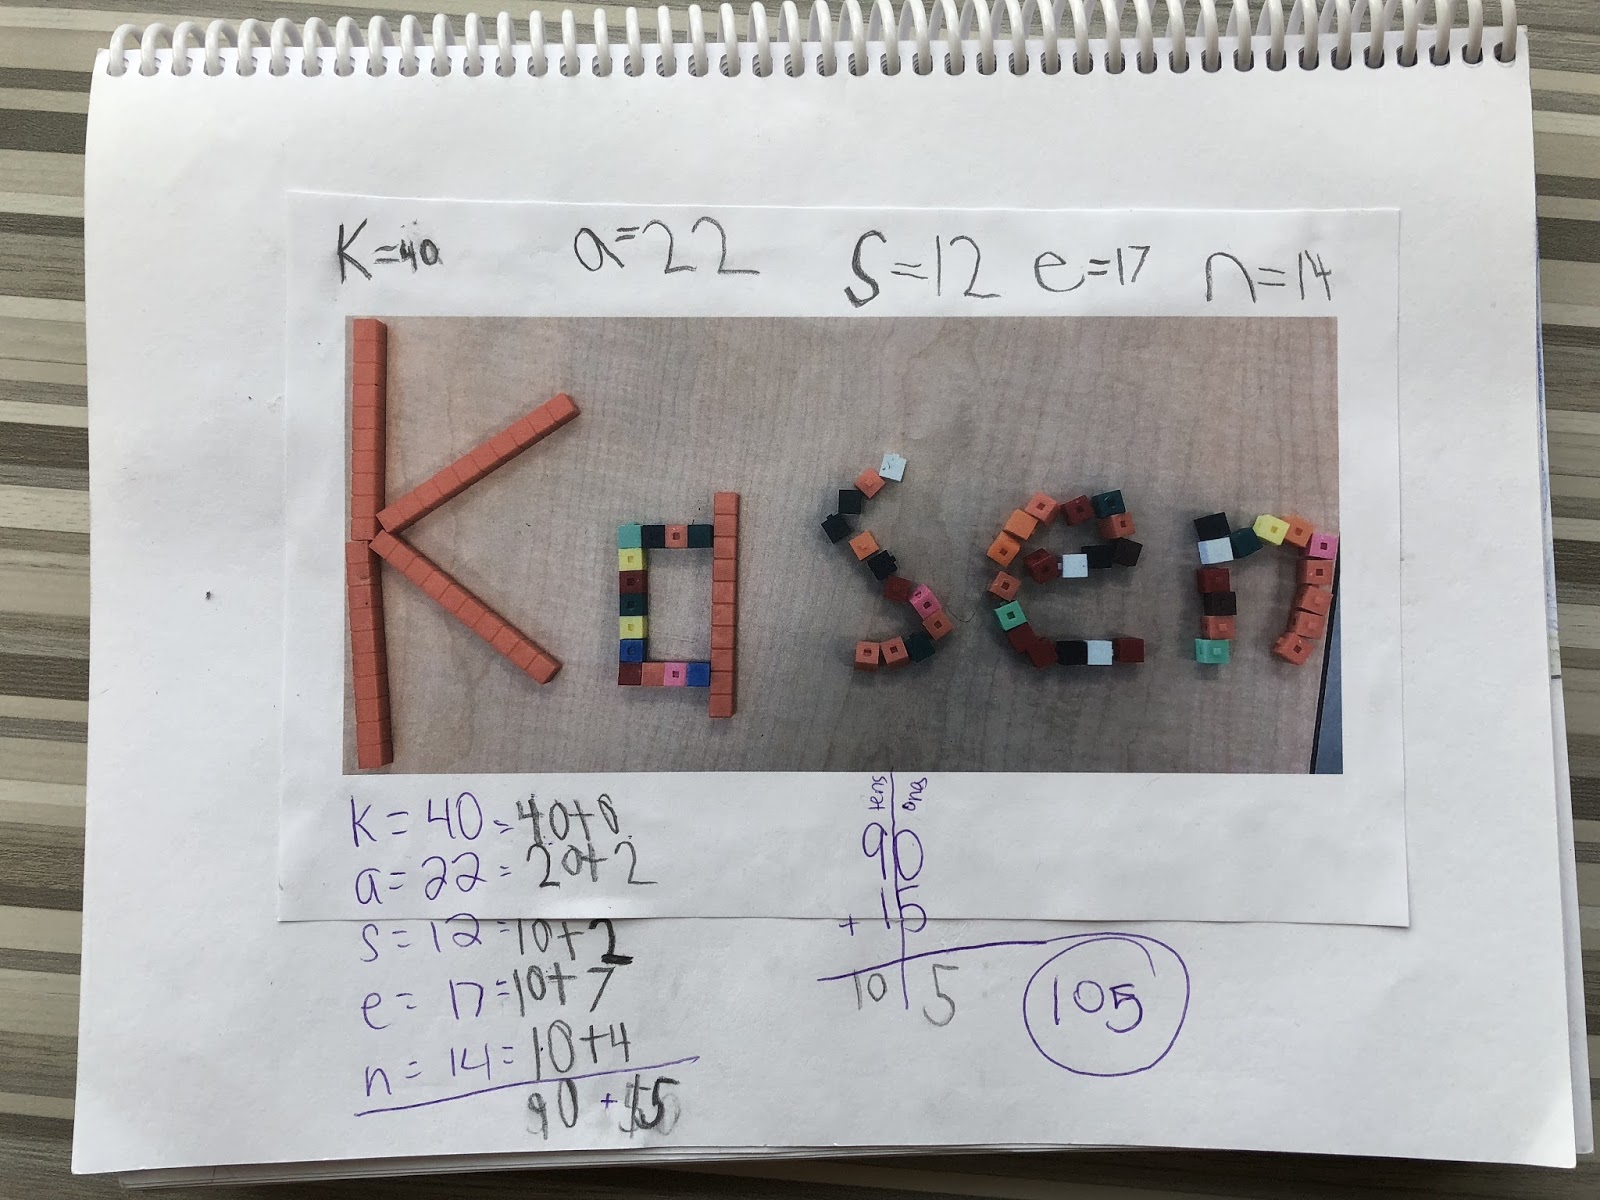 K=40 a=22 S=12 e=17 n=14
K=40=40+0
a=22=20+2
s=12=10+2
e=17=10+7
n=14=10+4
90+15
tens ones
90
+ 15
10 5
105